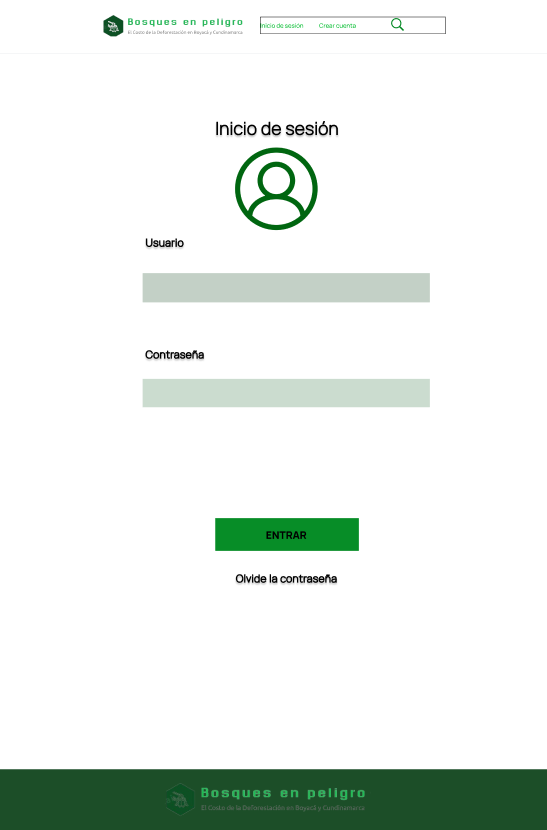 Bosques en peligro
El Costo de la Deforestación en Boyacá y Cundinamarca
Inicio de sesión Crear cuenta
Inicio de sesión
Usuario
Contraseña
ENTRAR
Olvide la contraseña
Bosques en peligro
El Costo de la Deforestación en Boyacá y Cundinamarca